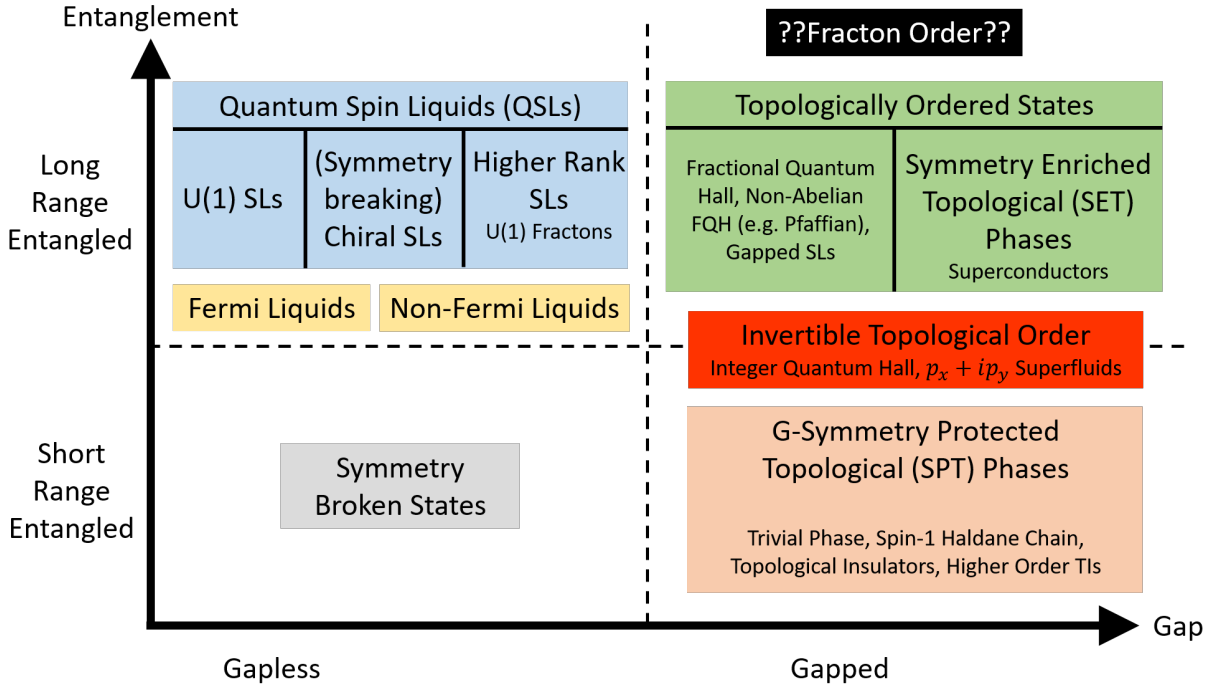 Entanglement
??Fracton Order??
Quantum Spin Liquids (QSLs)
U(1) SLs
(Symmetry
breaking)
Chiral SLs
Higher Rank
SLs
U(1) Fractons
Topologically Ordered States
Fractional Quantum
Hall, Non-Abelian
FQH (e.g. Pfaffian),
Gapped SLs
Symmetry Enriched
Topological (SET)
Phases
Superconductors
Long
Range
Entangled
Fermi Liquids
Non-Fermi Liquids
Invertible Topological Order
Integer Quantum Hall, pₓ + ip_y Superfluids
Short
Range
Entangled
Symmetry
Broken States
G-Symmetry Protected
Topological (SPT) Phases
Trivial Phase, Spin-1 Haldane Chain,
Topological Insulators, Higher Order TIs
Gap
Gapless
Gapped